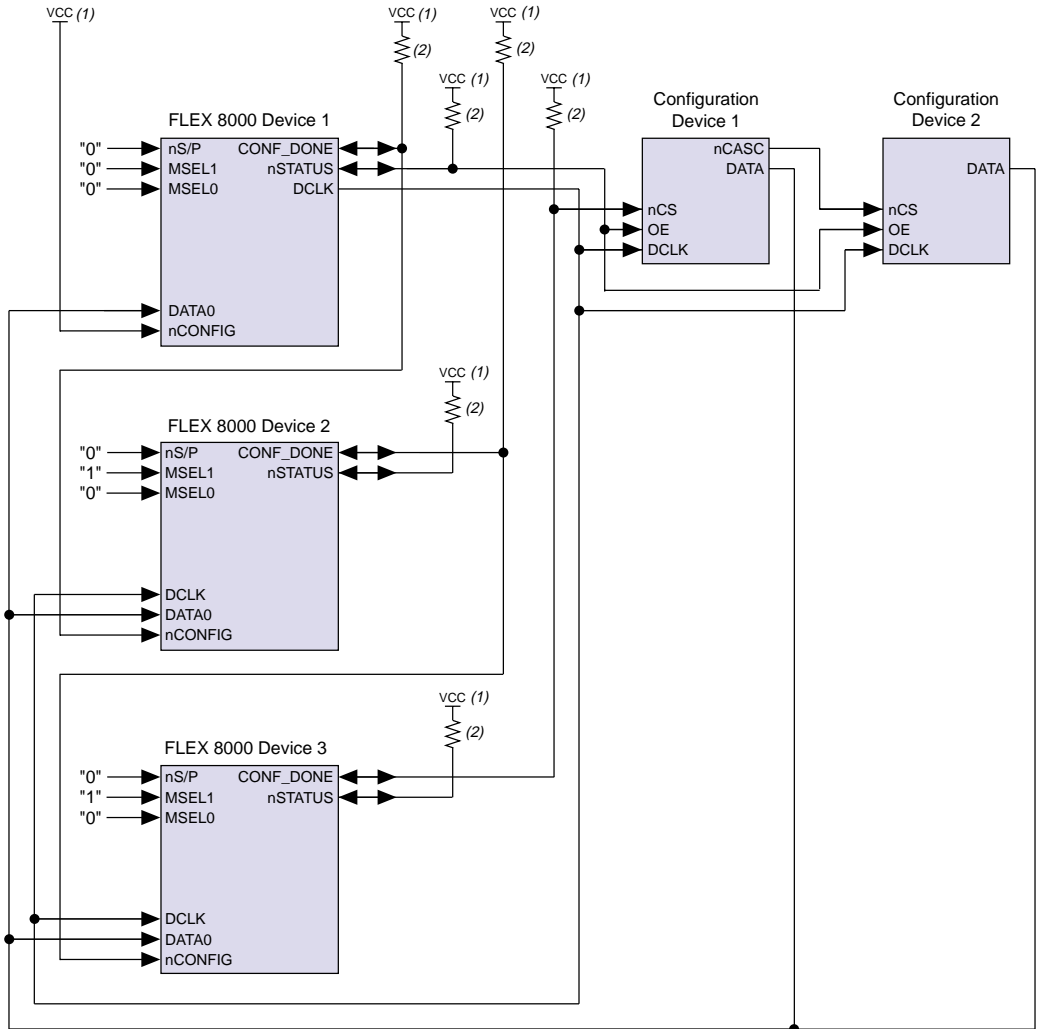 VCC (1)
VCC (1)
VCC (1)
(2)
(2)
VCC (1)
(2)
VCC (1)
(2)
FLEX 8000 Device 1
"0" nS/P CONF_DONE
"0" MSEL1 nSTATUS
"0" MSEL0 DCLK
DATA0
nCONFIG
Configuration
Device 1
nCASC
DATA
nCS
OE
DCLK
Configuration
Device 2
DATA
nCS
OE
DCLK
VCC (1)
(2)
FLEX 8000 Device 2
"0" nS/P CONF_DONE
"1" MSEL1 nSTATUS
"0" MSEL0
DCLK
DATA0
nCONFIG
VCC (1)
(2)
FLEX 8000 Device 3
"0" nS/P CONF_DONE
"1" MSEL1 nSTATUS
"0" MSEL0
DCLK
DATA0
nCONFIG